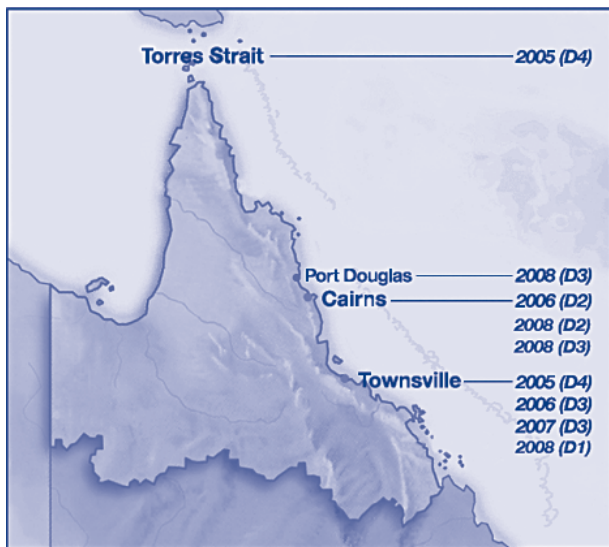 Torres Strait 2005 (D4)
Port Douglas 2008 (D3)
Cairns 2006 (D2)
2008 (D2)
2008 (D3)
Townsville 2005 (D4)
2006 (D3)
2007 (D3)
2008 (D1)